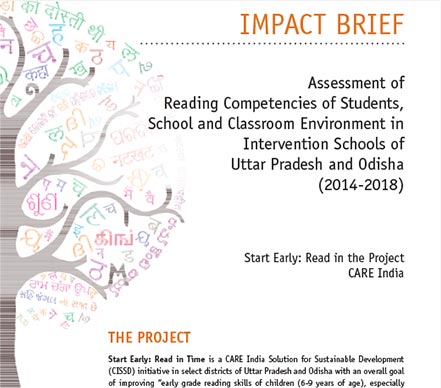 IMPACT BRIEF
Assessment of
Reading Competencies of Students,
School and Classroom Environment in
Intervention Schools of
Uttar Pradesh and Odisha
(2014-2018)
Start Early: Read in the Project
CARE India
THE PROJECT
Start Early: Read in Time is a CARE India Solution for Sustainable Development
(CISSD) initiative in select districts of Uttar Pradesh and Odisha with an overall goal
of improving “early grade reading skills of children (6-9 years of age), especially